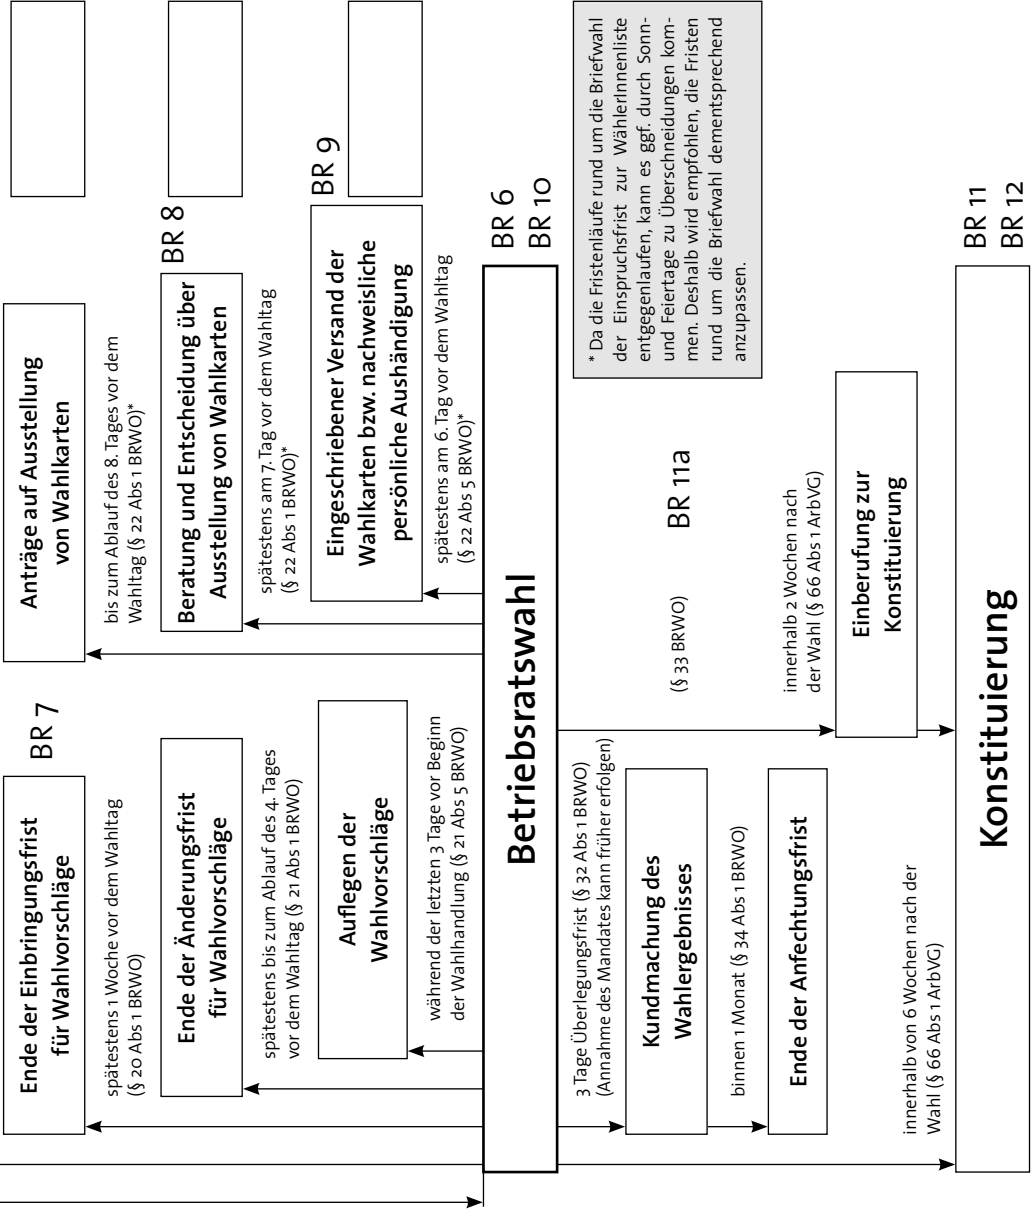 Ende der Einbringungsfrist
für Wahlvorschläge
BR 7
spätestens 1 Woche vor dem Wahltag
(§ 20 Abs 1 BRWO)
Ende der Änderungsfrist
für Wahlvorschläge
spätestens bis zum Ablauf des 4. Tages
vor dem Wahltag (§ 21 Abs 1 BRWO)
Auflegen der
Wahlvorschläge
während der letzten 3 Tage vor Beginn
der Wahlhandlung (§ 21 Abs 5 BRWO)
Anträge auf Ausstellung
von Wahlkarten
bis zum Ablauf des 8. Tages vor dem
Wahltag (§ 22 Abs 1 BRWO)*
BR 8
Beratung und Entscheidung über
Ausstellung von Wahlkarten
spätestens am 7. Tag vor dem Wahltag
(§ 22 Abs 1 BRWO)*
BR 9
Eingeschriebener Versand der
Wahlkarten bzw. nachweisliche
persönliche Aushändigung
spätestens am 6. Tag vor dem Wahltag
(§ 22 Abs 5 BRWO)*
Betriebsratswahl
BR 6
BR 10
3 Tage Überlegungsfrist (§ 32 Abs 1 BRWO)
(Annahme des Mandates kann früher erfolgen)
Kundmachung des
Wahlergebnisses
(§ 33 BRWO)
BR 11a
binnen 1 Monat (§ 34 Abs 1 BRWO)
Ende der Anfechtungsfrist
innerhalb 2 Wochen nach
der Wahl (§ 66 Abs 1 ArbVG)
Einberufung zur
Konstituierung
* Da die Fristenläufe rund um die Briefwahl
der Einspruchsfrist zur WählerInnenliste
entgegenlaufen, kann es ggf. durch Sonn-
und Feiertage zu Überschneidungen kom-
men. Deshalb wird empfohlen, die Fristen
rund um die Briefwahl dementsprechend
anzupassen.
innerhalb von 6 Wochen nach der
Wahl (§ 66 Abs 1 ArbVG)
Konstituierung
BR 11
BR 12